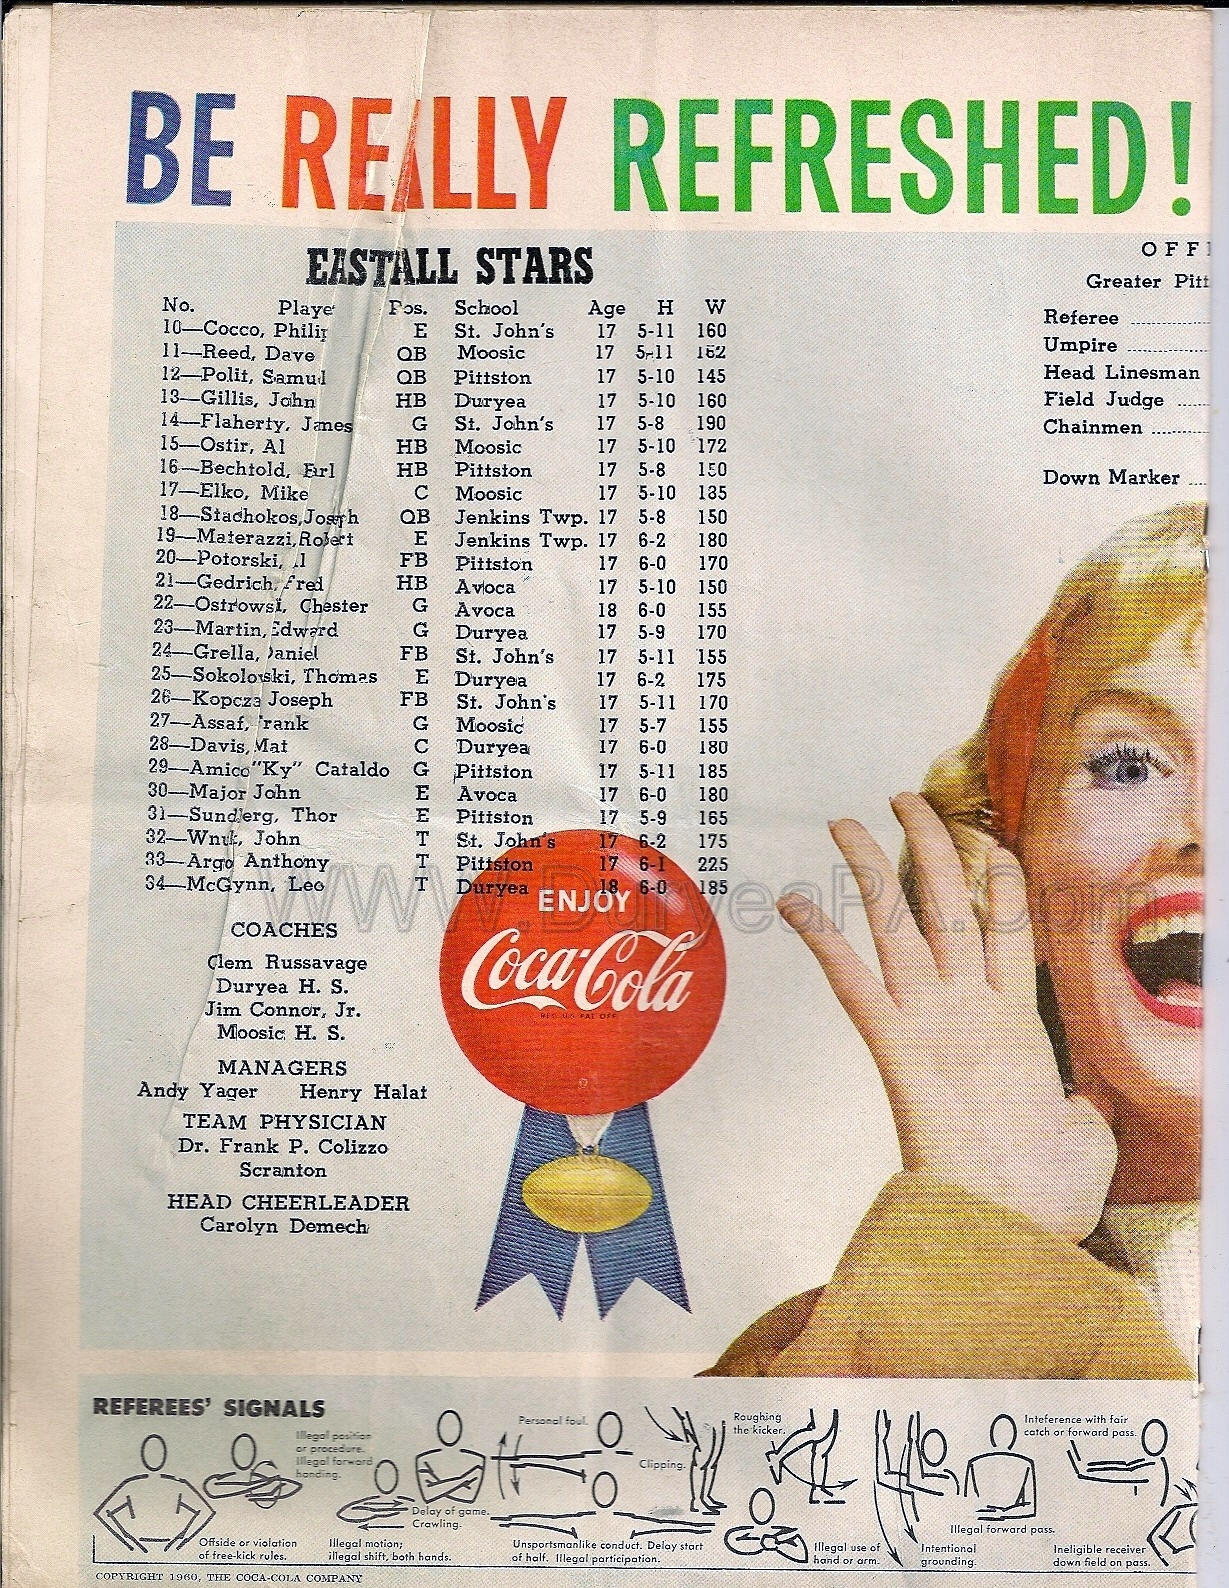 BE REALLY REFRESHED!
EAST ALL STARS
No. Player Pos. School Age H W
10—Cocco, Philip E St. John's 17 5-11 160
11—Reed, Dave QB Moosic 17 5-11 162
12—Polit, Samuel QB Pittston 17 5-10 145
13—Gillis, John HB Duryea 17 5-10 160
14—Flaherty, James G St. John's 17 5-8 190
15—Ostir, Al HB Moosic 17 5-10 172
16—Bechtold, Earl HB Pittston 17 5-8 150
17—Elko, Mike C Moosic 17 5-10 135
18—Stachokos, Joseph QB Jenkins Twp. 17 5-8 150
19—Materazzi, Robert E Jenkins Twp. 17 6-2 180
20—Potorski, Al FB Pittston 17 6-0 170
21—Gedrich, Fred HB Avoca 17 5-10 150
22—Ostrowski, Chester G Avoca 18 6-0 155
23—Martin, Edward G Duryea 17 5-9 170
24—Grella, Daniel FB St. John's 17 5-11 155
25—Sokolowski, Thomas E Duryea 17 6-2 175
26—Kopcza Joseph FB St. John's 17 5-11 170
27—Assaf, Frank G Moosic 17 5-7 155
28—Davis, Mat C Duryea 17 6-0 180
29—Amico "Ky" Cataldo G Pittston 17 5-11 185
30—Major John E Avoca 17 6-0 180
31—Sundberg, Thor E Pittston 17 5-9 165
32—Wnuk, John T St. John's 17 6-2 175
33—Argo Anthony T Pittston 17 6-1 225
34—McGynn, Leo T Duryea 18 6-0 185
COACHES
Clem Russavage
Duryea H. S.
Jim Connor, Jr.
Moosic H. S.
MANAGERS
Andy Yager Henry Halat
TEAM PHYSICIAN
Dr. Frank P. Colizzo
Scranton
HEAD CHEERLEADER
Carolyn Demech
OFFI
Greater Pitt
Referee
Umpire
Head Linesman
Field Judge
Chainmen
Down Marker
ENJOY
Coca-Cola
REG. U.S. PAT. OFF.
WWW.DuryeaPA.Com
REFEREES' SIGNALS
Offside or violation
of free-kick rules.
Illegal position
or procedure.
Illegal forward
handing.
Illegal motion;
illegal shift, both hands.
Delay of game.
Crawling.
Personal foul.
Unsportsmanlike conduct. Delay start
of half. Illegal participation.
Clipping.
Roughing
the kicker.
Illegal use of
hand or arm.
Intentional
grounding.
Illegal forward pass.
Inteference with fair
catch or forward pass.
Ineligible receiver
down field on pass.
COPYRIGHT 1960, THE COCA-COLA COMPANY